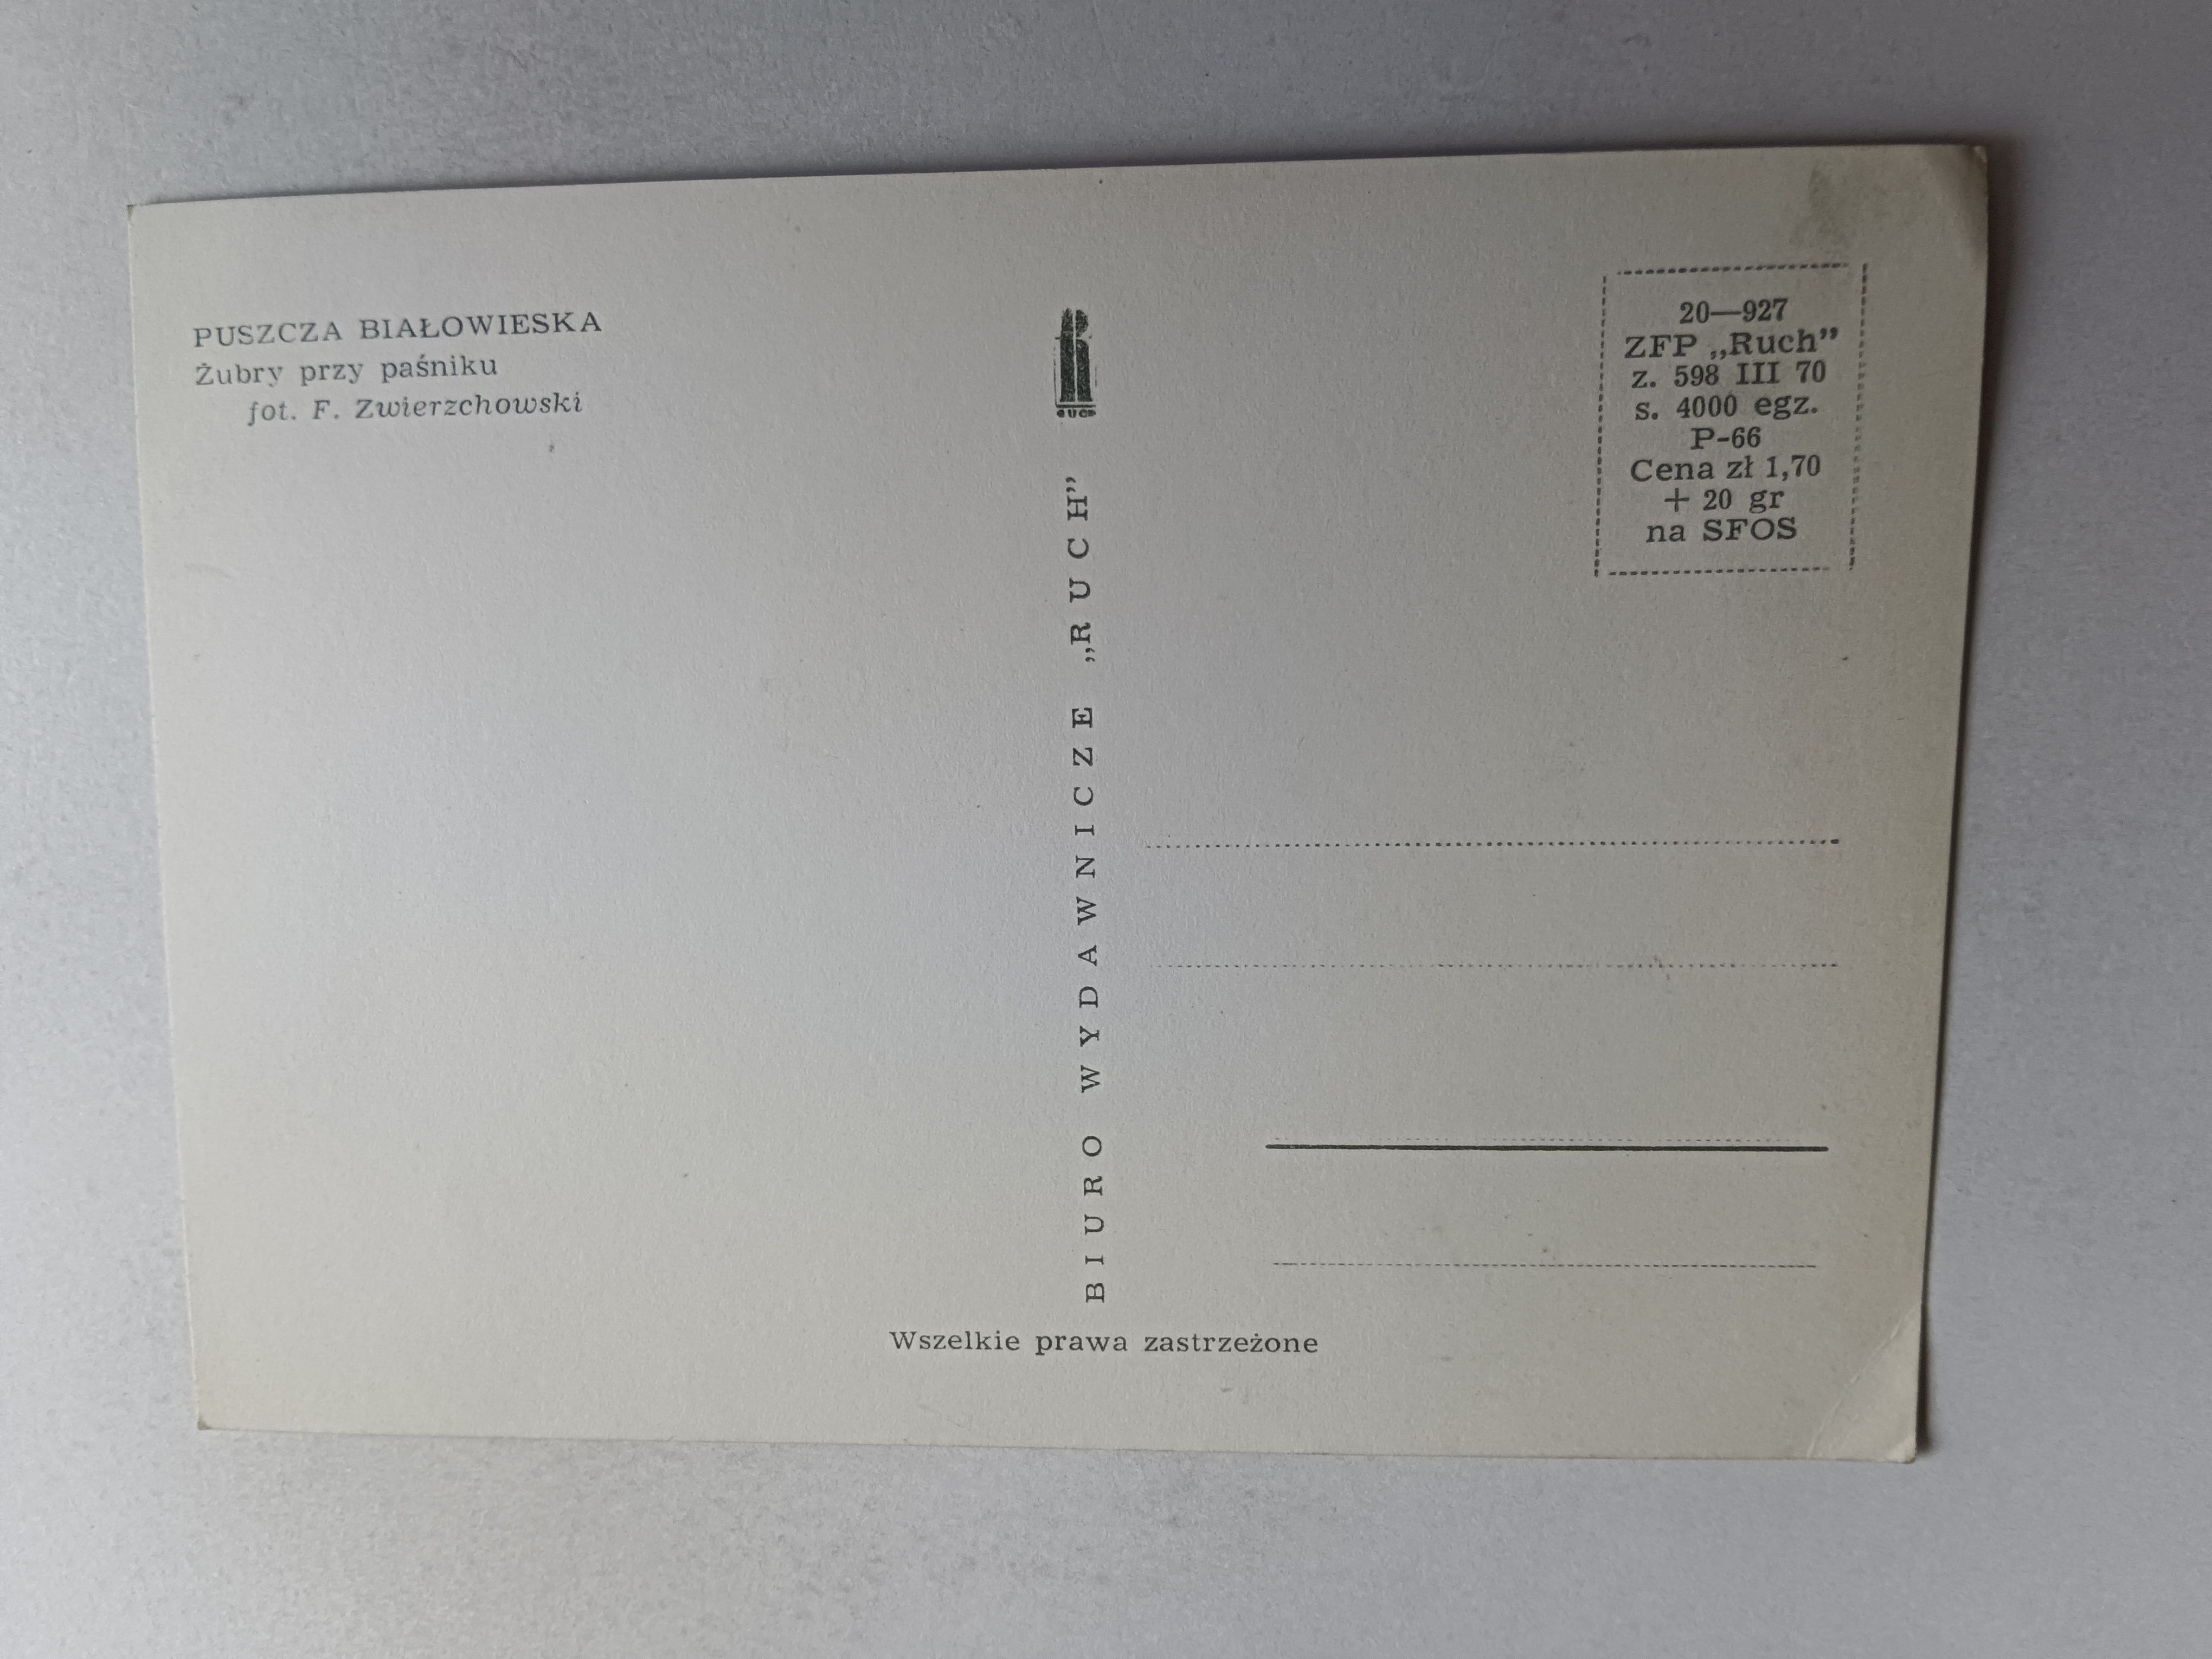 PUSZCZA BIAŁOWIESKA
Żubry przy paśniku
fot. F. Zwierzchowski
RUCH
BIURO WYDAWNICZE „RUCH”
20—927
ZFP „Ruch”
z. 598 III 70
s. 4000 egz.
P-66
Cena zł 1,70
+ 20 gr
na SFOS
Wszelkie prawa zastrzeżone